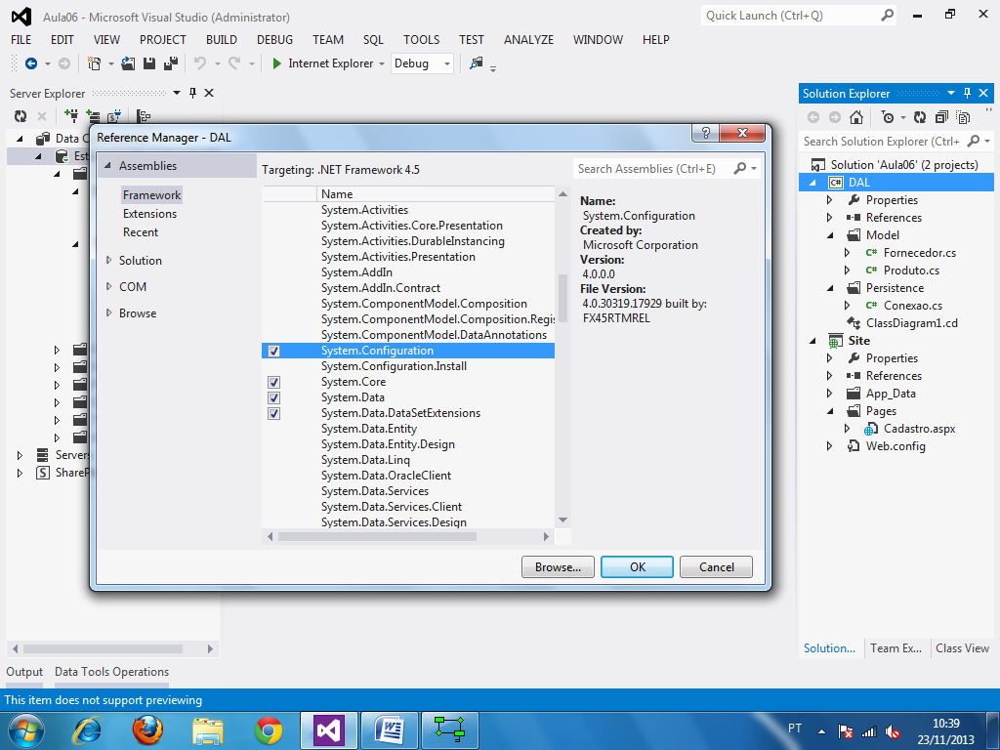 Aula06 - Microsoft Visual Studio (Administrator)
Quick Launch (Ctrl+Q)
FILE EDIT VIEW PROJECT BUILD DEBUG TEAM SQL TOOLS TEST ANALYZE WINDOW HELP
Internet Explorer
Debug
Server Explorer
Data C
Est
Servers
ShareP
Reference Manager - DAL
Assemblies
Framework
Extensions
Recent
Solution
COM
Browse
Targeting: .NET Framework 4.5
Search Assemblies (Ctrl+E)
Name
System.Activities
System.Activities.Core.Presentation
System.Activities.DurableInstancing
System.Activities.Presentation
System.AddIn
System.AddIn.Contract
System.ComponentModel.Composition
System.ComponentModel.Composition.Regis
System.ComponentModel.DataAnnotations
System.Configuration
System.Configuration.Install
System.Core
System.Data
System.Data.DataSetExtensions
System.Data.Entity
System.Data.Entity.Design
System.Data.Linq
System.Data.OracleClient
System.Data.Services
System.Data.Services.Client
System.Data.Services.Design
Name:
System.Configuration
Created by:
Microsoft Corporation
Version:
4.0.0.0
File Version:
4.0.30319.17929 built by:
FX45RTMREL
Browse...
OK
Cancel
Solution Explorer
Search Solution Explorer (Ctrl+
Solution 'Aula06' (2 projects)
C# DAL
Properties
References
Model
C# Fornecedor.cs
C# Produto.cs
Persistence
C# Conexao.cs
ClassDiagram1.cd
Site
Properties
References
App_Data
Pages
Cadastro.aspx
Web.config
Solution... Team Ex... Class View
Output Data Tools Operations
This item does not support previewing
PT
10:39
23/11/2013